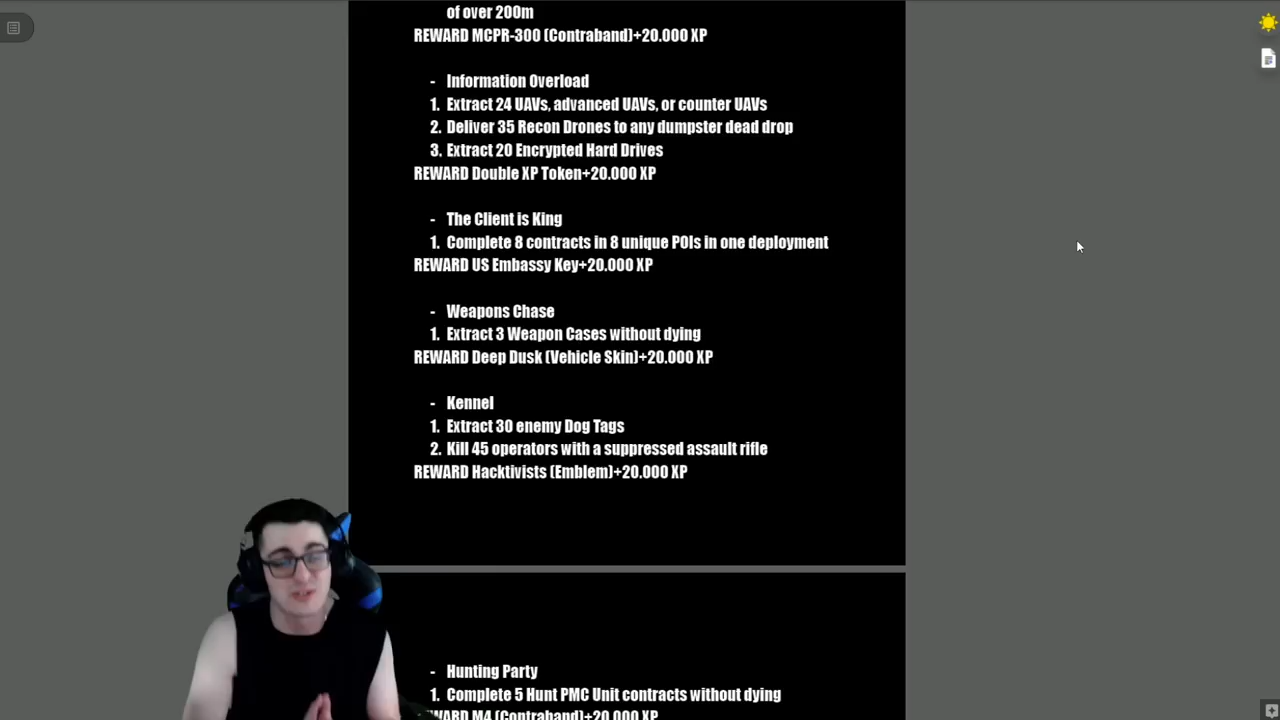 of over 200m
REWARD MCPR-300 (Contraband)+20.000 XP
- Information Overload
1. Extract 24 UAVs, advanced UAVs, or counter UAVs
2. Deliver 35 Recon Drones to any dumpster dead drop
3. Extract 20 Encrypted Hard Drives
REWARD Double XP Token+20.000 XP
- The Client is King
1. Complete 8 contracts in 8 unique POIs in one deployment
REWARD US Embassy Key+20.000 XP
- Weapons Chase
1. Extract 3 Weapon Cases without dying
REWARD Deep Dusk (Vehicle Skin)+20.000 XP
- Kennel
1. Extract 30 enemy Dog Tags
2. Kill 45 operators with a suppressed assault rifle
REWARD Hacktivists (Emblem)+20.000 XP
- Hunting Party
1. Complete 5 Hunt PMC Unit contracts without dying
REWARD M4 (Contraband)+20.000 XP